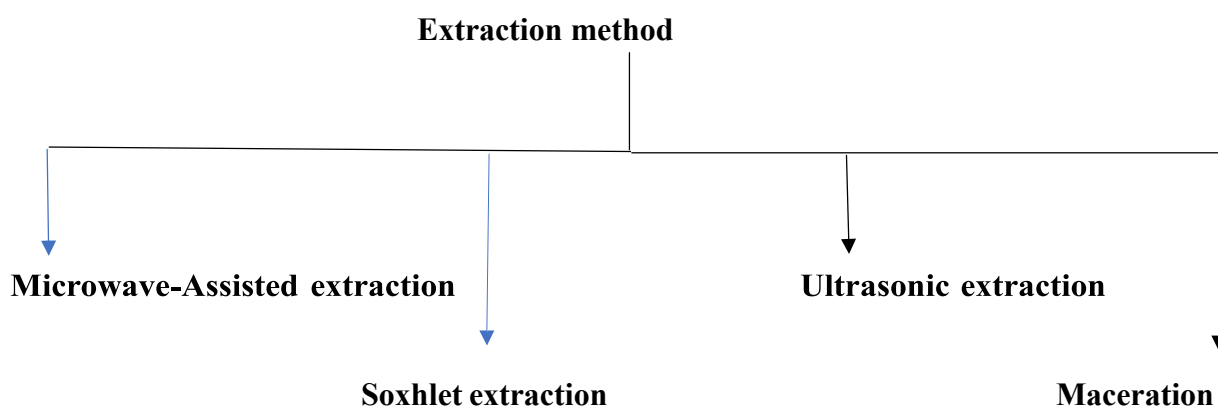 Extraction method
Microwave-Assisted extraction
Ultrasonic extraction
Soxhlet extraction
Maceration